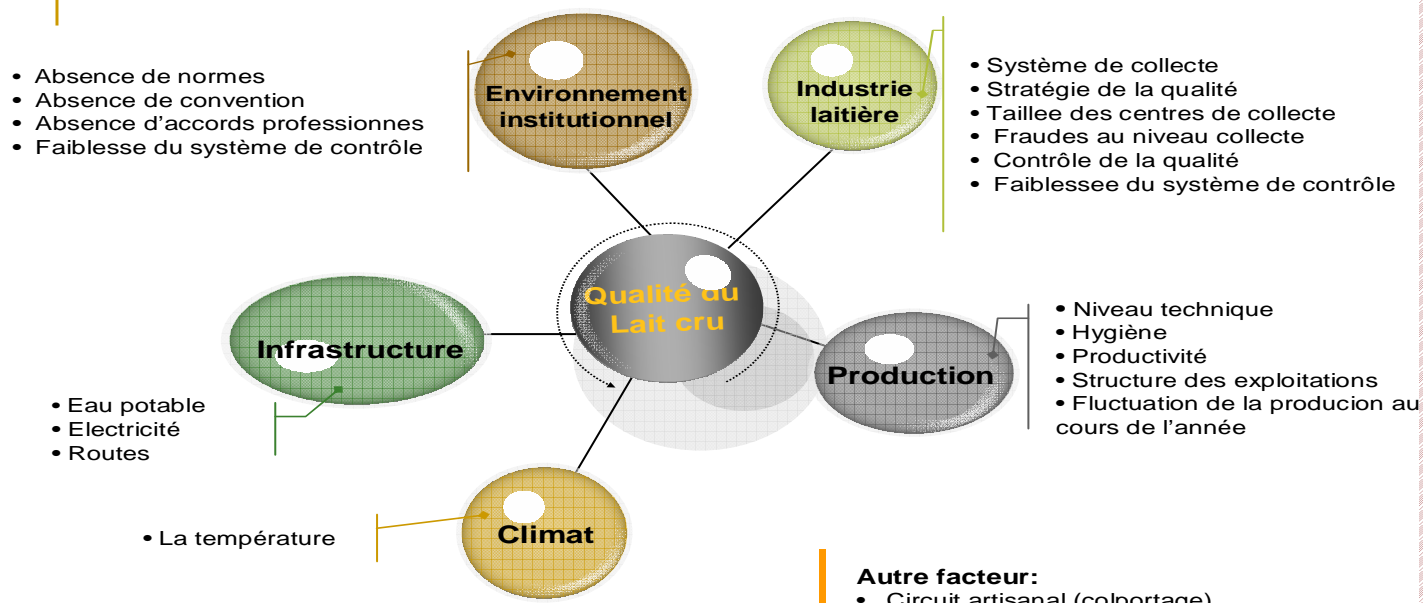 • Absence de normes
• Absence de convention
• Absence d'accords professionnes
• Faiblesse du système de contrôle
Environnement
institutionnel
Industrie
laitière
• Système de collecte
• Stratégie de la qualité
• Taillee des centres de collecte
• Fraudes au niveau collecte
• Contrôle de la qualité
• Faiblessee du système de contrôle
Qualité du
Lait cru
Infrastructure
• Eau potable
• Electricité
• Routes
Production
• Niveau technique
• Hygiène
• Productivité
• Structure des exploitations
• Fluctuation de la producion au
cours de l'année
Climat
• La température
Autre facteur:
• Circuit artisanal (colportage)